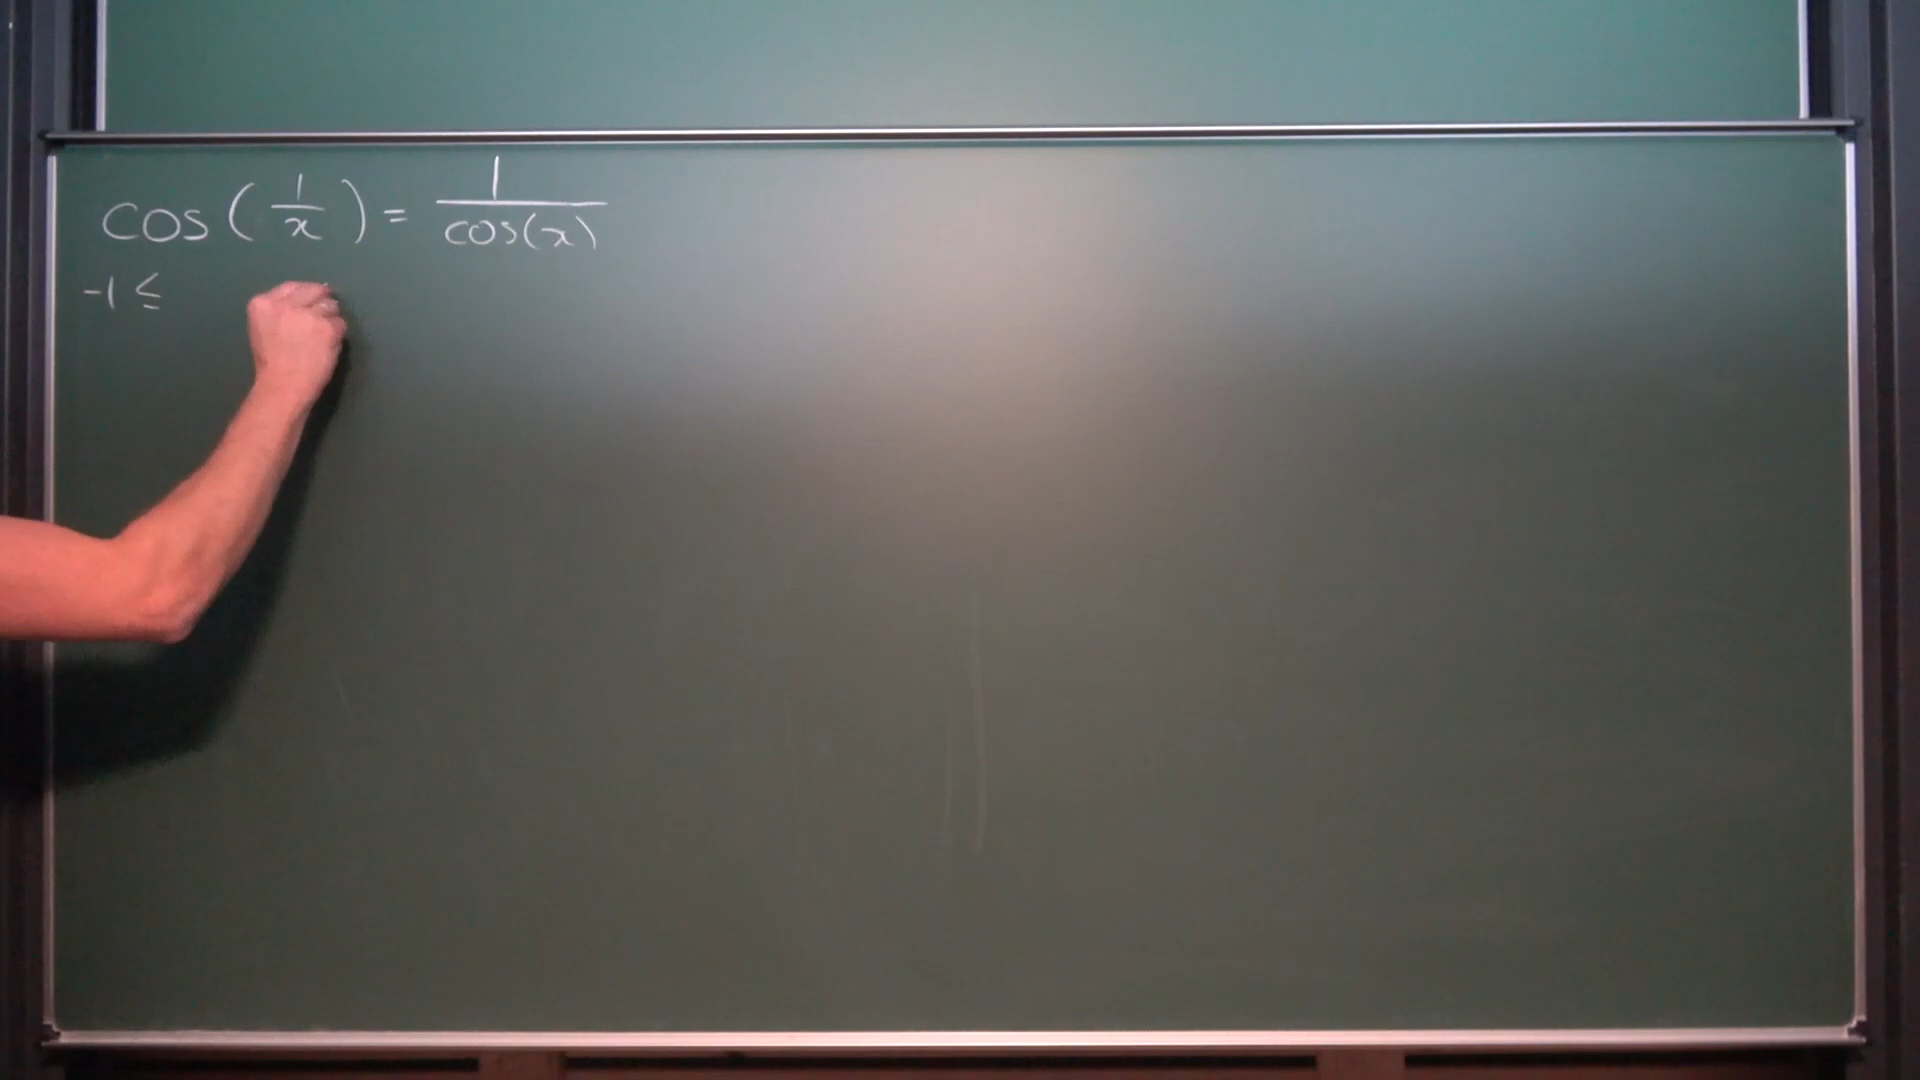 cos(1/x) = 1/cos(x)
-1 ≤